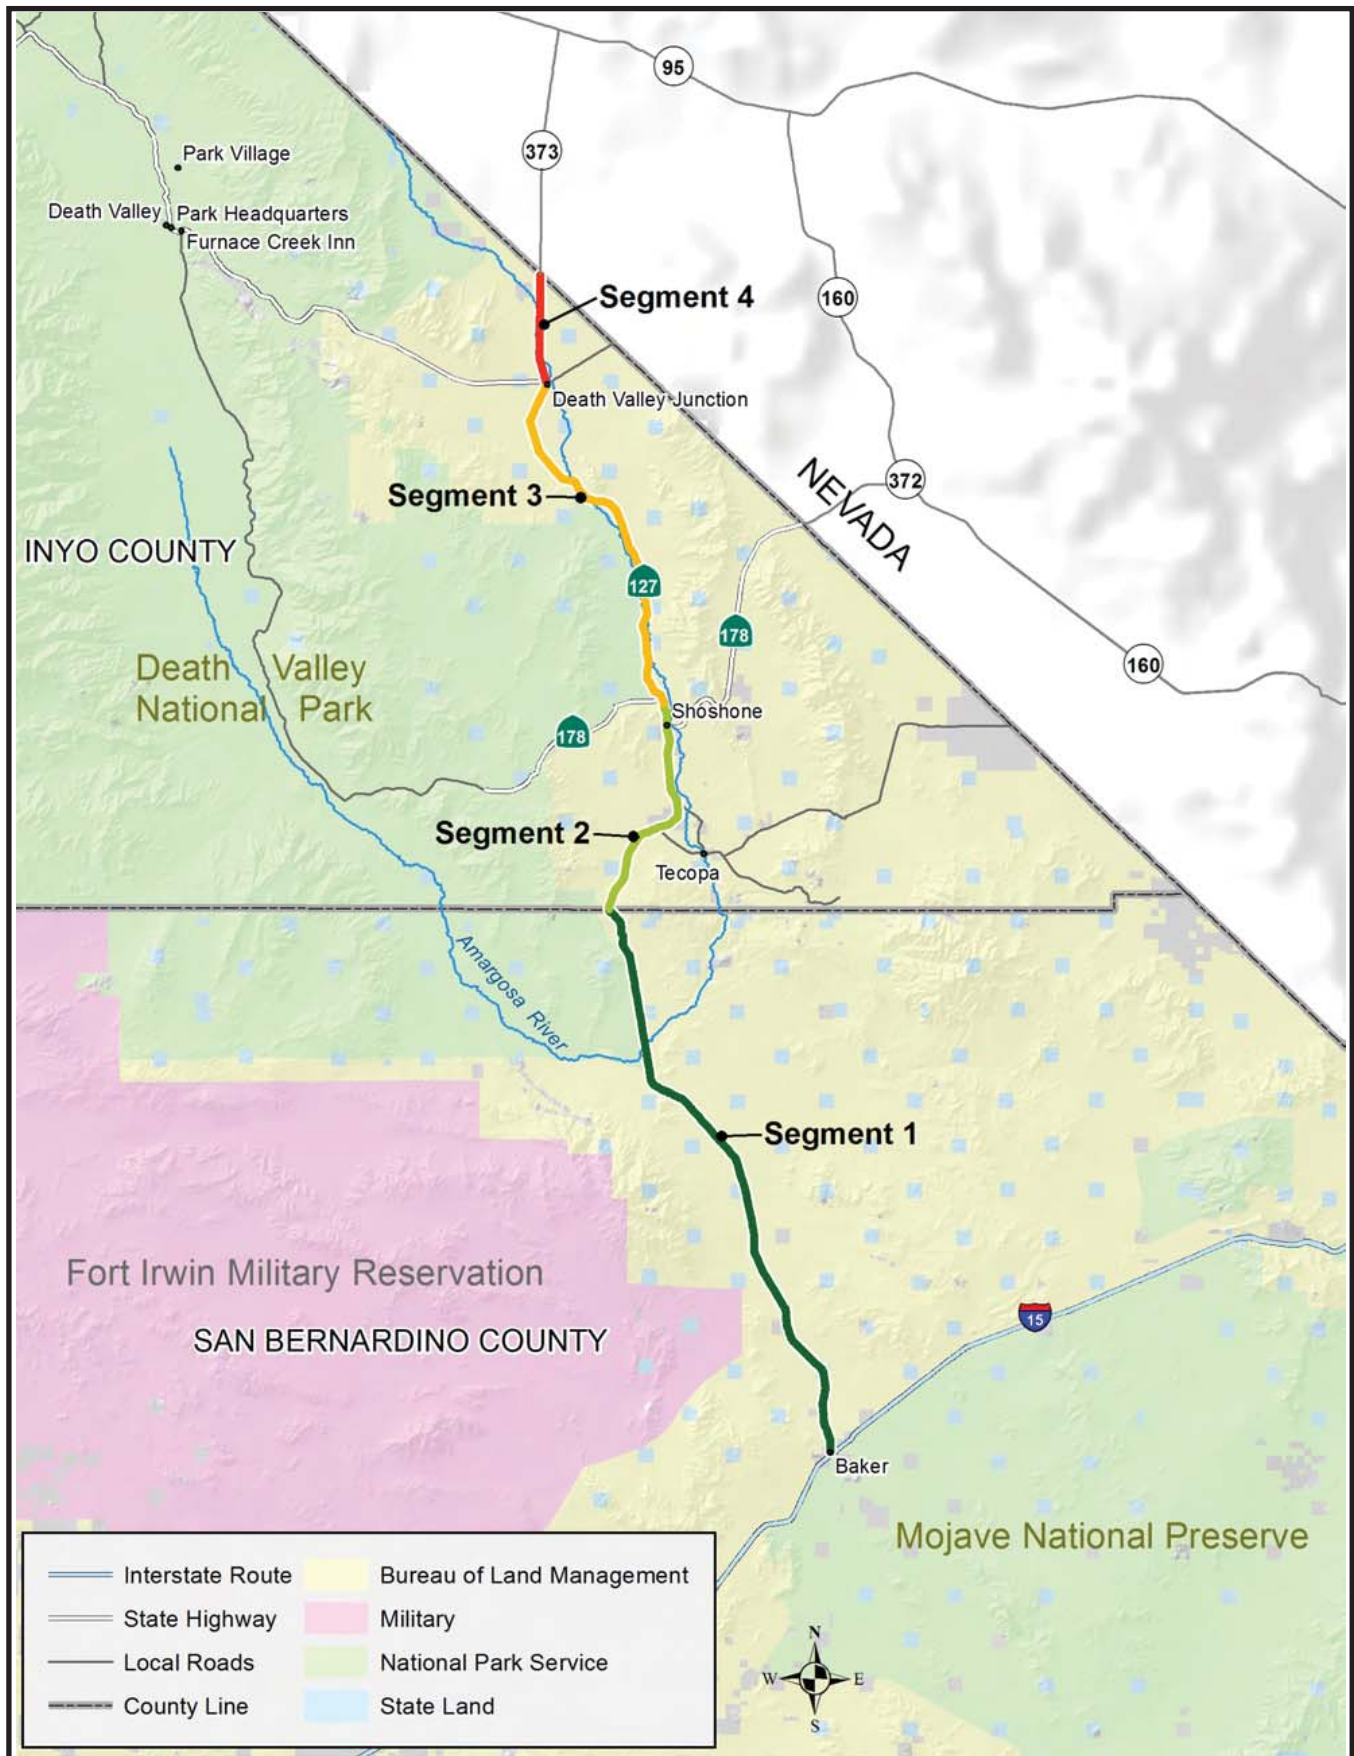 95
373
Park Village
Death Valley
Park Headquarters
Furnace Creek Inn
Segment 4
160
Death Valley Junction
NEVADA
372
Segment 3
INYO COUNTY
127
178
160
Death Valley
National Park
Shoshone
178
Segment 2
Tecopa
Amargosa River
Segment 1
Fort Irwin Military Reservation
15
SAN BERNARDINO COUNTY
Baker
Mojave National Preserve
Interstate Route
State Highway
Local Roads
County Line
Bureau of Land Management
Military
National Park Service
State Land
N
W
E
S